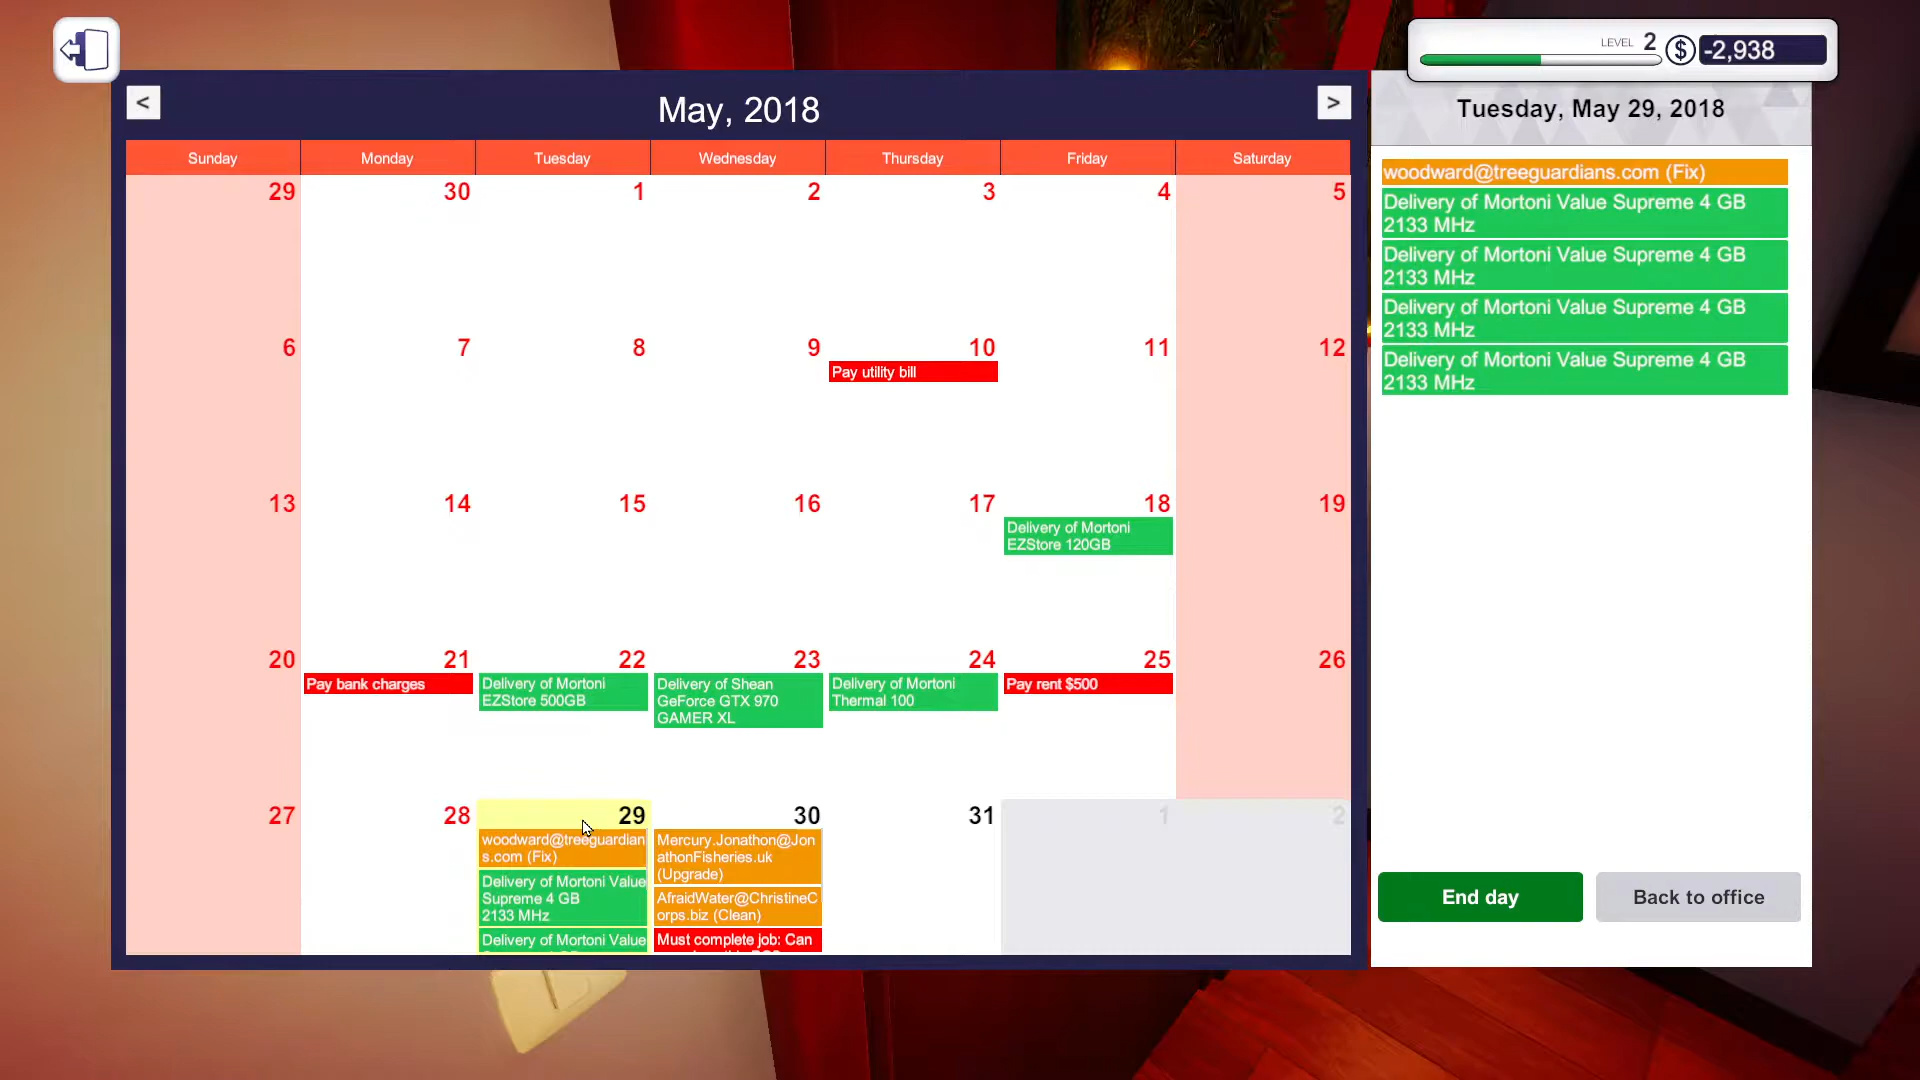 LEVEL 2
$ -2,938
<
May, 2018
>
Tuesday, May 29, 2018
Sunday Monday Tuesday Wednesday Thursday Friday Saturday
29 30 1 2 3 4 5
6 7 8 9 10 11 12
Pay utility bill
13 14 15 16 17 18 19
Delivery of Mortoni
EZStore 120GB
20 21 22 23 24 25 26
Pay bank charges
Delivery of Mortoni
EZStore 500GB
Delivery of Shean
GeForce GTX 970
GAMER XL
Delivery of Mortoni
Thermal 100
Pay rent $500
27 28 29 30 31 1 2
woodward@treeguardian
s.com (Fix)
Delivery of Mortoni Value
Supreme 4 GB
2133 MHz
Delivery of Mortoni Value
Mercury.Jonathon@Jon
athonFisheries.uk
(Upgrade)
AfraidWater@ChristineC
orps.biz (Clean)
Must complete job: Can
woodward@treeguardians.com (Fix)
Delivery of Mortoni Value Supreme 4 GB
2133 MHz
Delivery of Mortoni Value Supreme 4 GB
2133 MHz
Delivery of Mortoni Value Supreme 4 GB
2133 MHz
Delivery of Mortoni Value Supreme 4 GB
2133 MHz
End day
Back to office